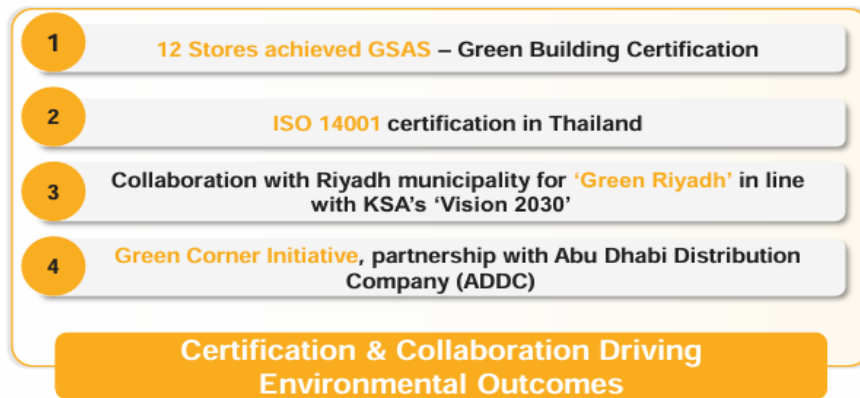 1
12 Stores achieved GSAS – Green Building Certification
2
ISO 14001 certification in Thailand
3
Collaboration with Riyadh municipality for ‘Green Riyadh’ in line
with KSA’s ‘Vision 2030’
4
Green Corner Initiative, partnership with Abu Dhabi Distribution
Company (ADDC)
Certification & Collaboration Driving
Environmental Outcomes